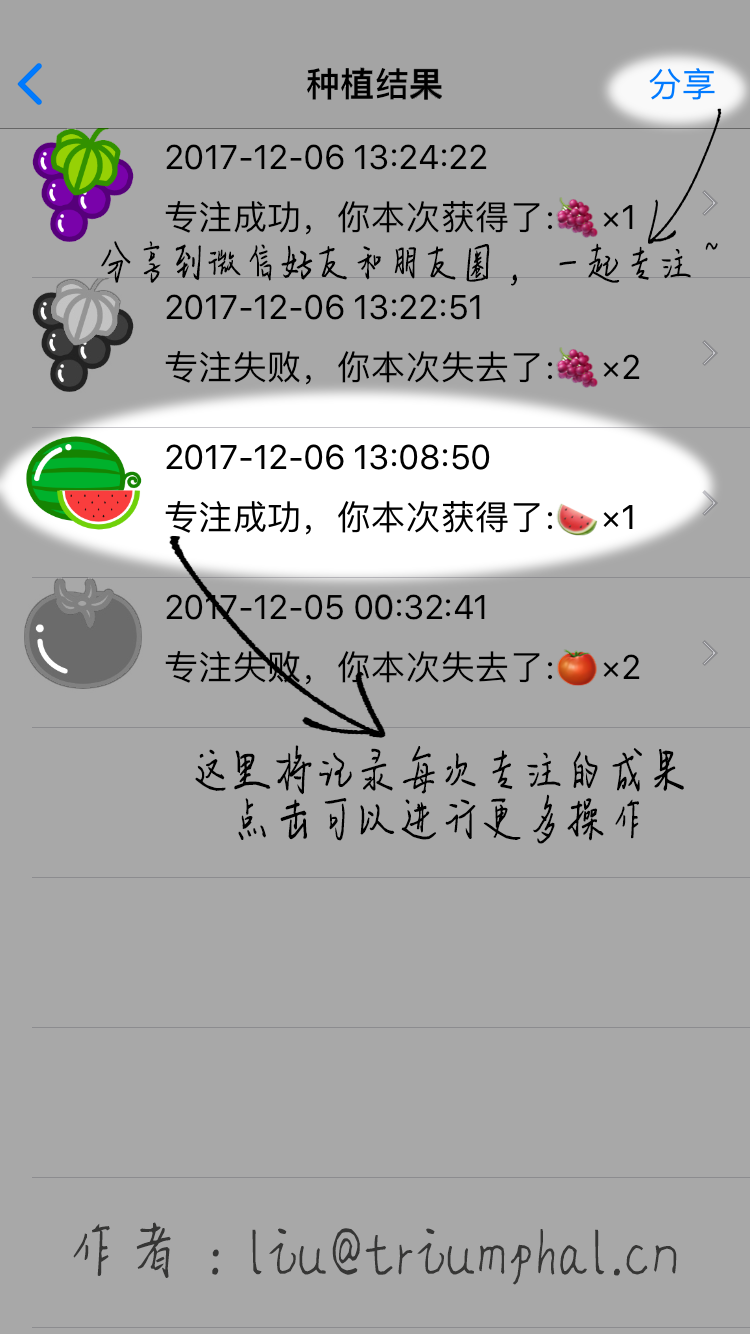 种植结果
分享
2017-12-06 13:24:22
专注成功，你本次获得了:🍇×1
分享到微信好友和朋友圈，一起专注~
2017-12-06 13:22:51
专注失败，你本次失去了:🍇×2
2017-12-06 13:08:50
专注成功，你本次获得了:🍉×1
2017-12-05 00:32:41
专注失败，你本次失去了:🍅×2
这里将记录每次专注的成果
点击可以进行更多操作
作者：liu@triumphal.cn